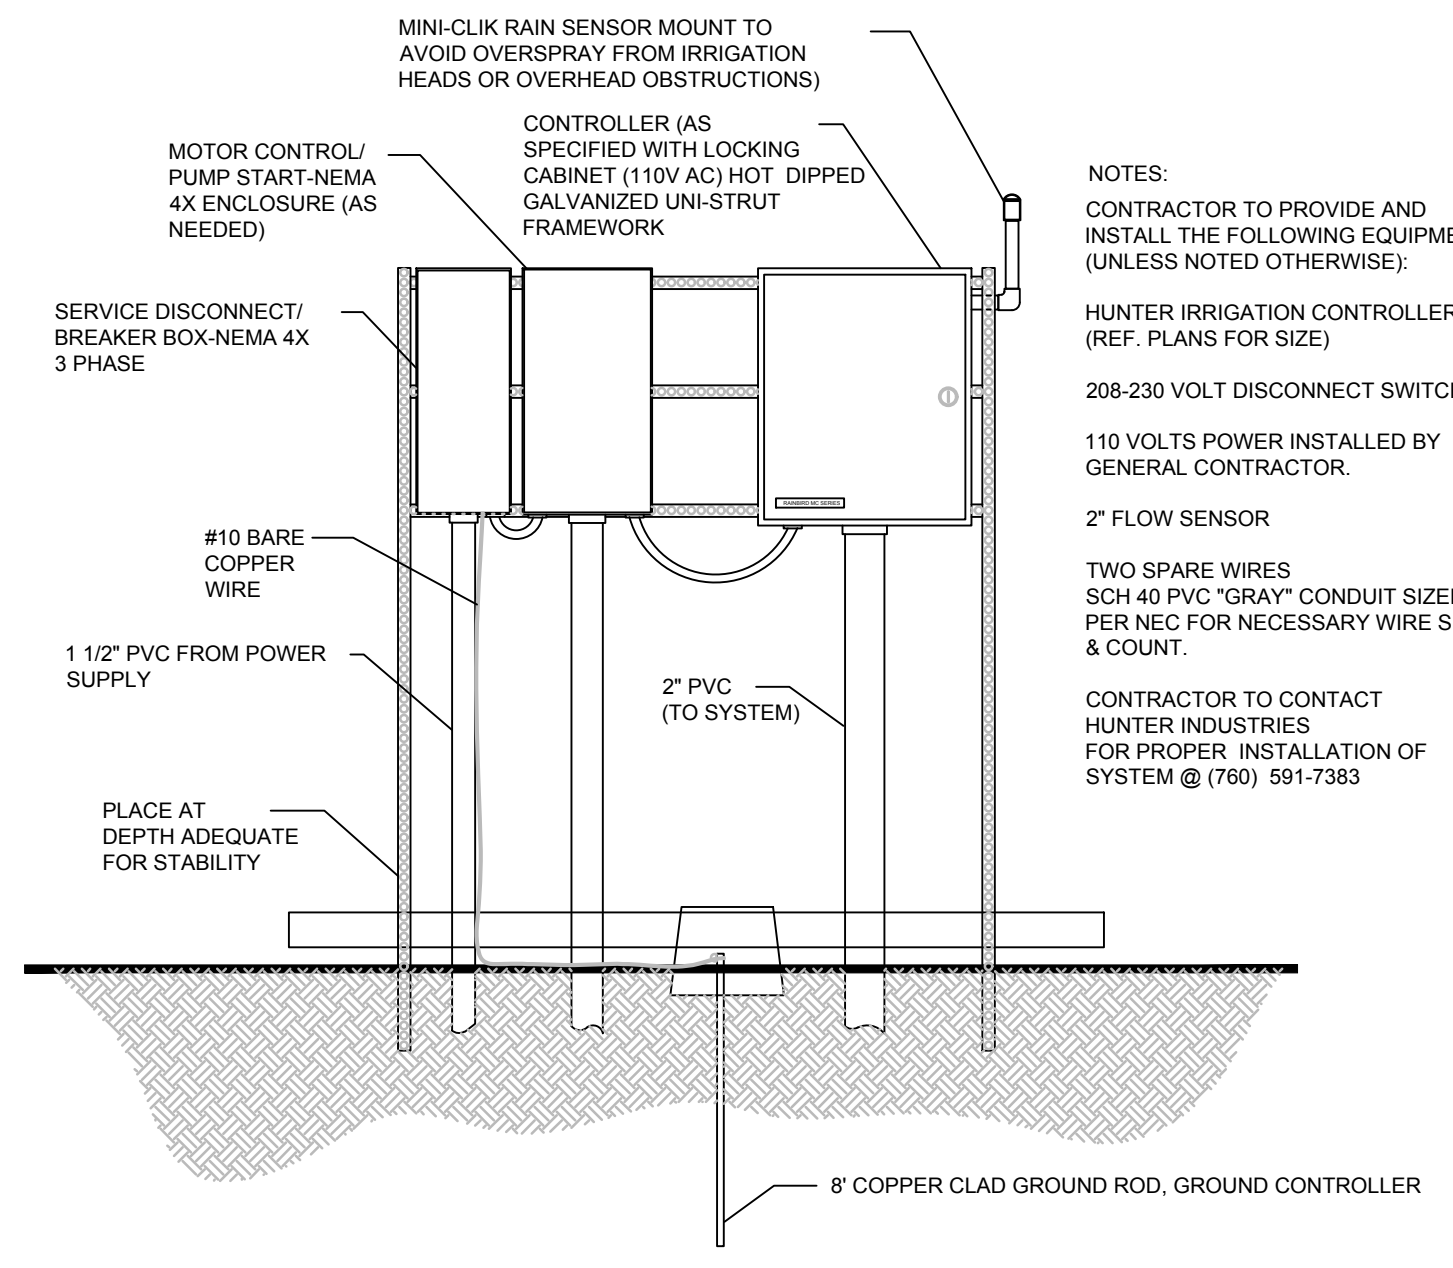 MINI-CLIK RAIN SENSOR MOUNT TO
AVOID OVERSPRAY FROM IRRIGATION
HEADS OR OVERHEAD OBSTRUCTIONS)
CONTROLLER (AS
SPECIFIED WITH LOCKING
CABINET (110V AC) HOT DIPPED
GALVANIZED UNI-STRUT
FRAMEWORK
MOTOR CONTROL/
PUMP START-NEMA
4X ENCLOSURE (AS
NEEDED)
SERVICE DISCONNECT/
BREAKER BOX-NEMA 4X
3 PHASE
RAINBIRD MC SERIES
#10 BARE
COPPER
WIRE
1 1/2" PVC FROM POWER
SUPPLY
2" PVC
(TO SYSTEM)
PLACE AT
DEPTH ADEQUATE
FOR STABILITY
8' COPPER CLAD GROUND ROD, GROUND CONTROLLER
NOTES:
CONTRACTOR TO PROVIDE AND
INSTALL THE FOLLOWING EQUIPME
(UNLESS NOTED OTHERWISE):
HUNTER IRRIGATION CONTROLLER
(REF. PLANS FOR SIZE)
208-230 VOLT DISCONNECT SWITCH
110 VOLTS POWER INSTALLED BY
GENERAL CONTRACTOR.
2" FLOW SENSOR
TWO SPARE WIRES
SCH 40 PVC "GRAY" CONDUIT SIZED
PER NEC FOR NECESSARY WIRE S
& COUNT.
CONTRACTOR TO CONTACT
HUNTER INDUSTRIES
FOR PROPER INSTALLATION OF
SYSTEM @ (760) 591-7383